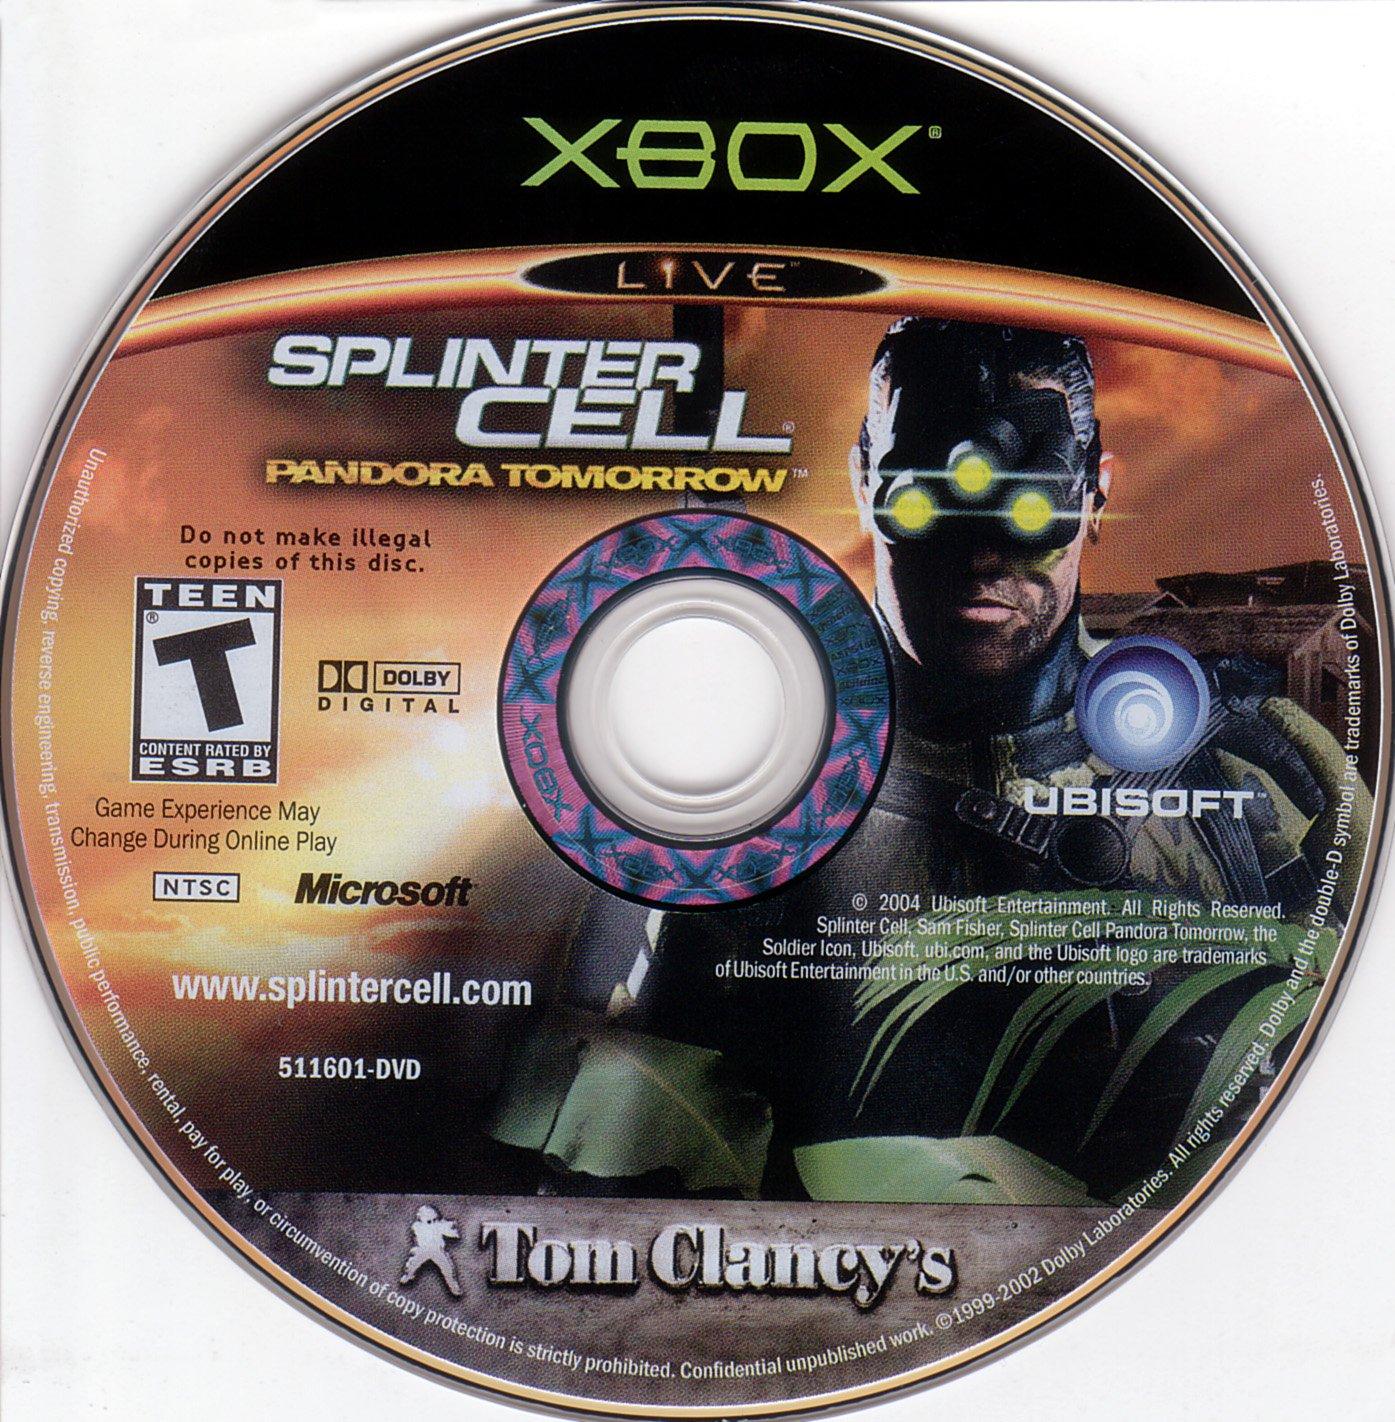 XBOX®
LIVE™
SPLINTER
CELL®
PANDORA TOMORROW™
Do not make illegal
copies of this disc.
TEEN
®
T
CONTENT RATED BY
ESRB
DOLBY
DIGITAL
Game Experience May
Change During Online Play
NTSC
Microsoft
www.splintercell.com
511601-DVD
XBOX
UBISOFT™
© 2004 Ubisoft Entertainment. All Rights Reserved.
Splinter Cell, Sam Fisher, Splinter Cell Pandora Tomorrow, the
Soldier Icon, Ubisoft, ubi.com, and the Ubisoft logo are trademarks
of Ubisoft Entertainment in the U.S. and/or other countries.
Tom Clancy's
Unauthorized copying, reverse engineering, transmission, public performance, rental, pay for play, or circumvention of copy protection is strictly prohibited. Confidential unpublished work. ©1999-2002 Dolby Laboratories. All rights reserved. Dolby and the double-D symbol are trademarks of Dolby Laboratories.